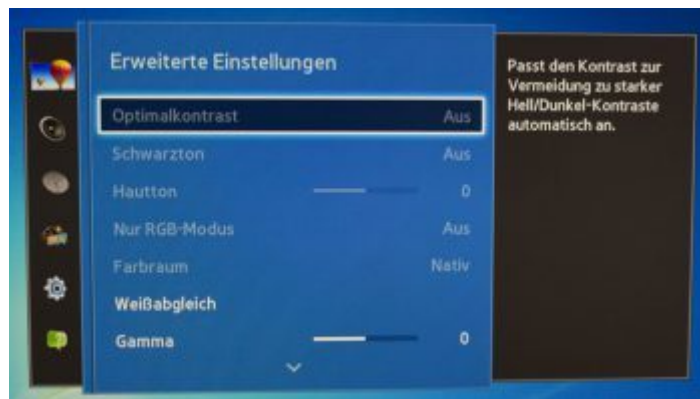 Erweiterte Einstellungen
Optimalkontrast Aus
Schwarzton Aus
Hautton 0
Nur RGB-Modus Aus
Farbraum Nativ
Weißabgleich
Gamma 0
Passt den Kontrast zur
Vermeidung zu starker
Hell/Dunkel-Kontraste
automatisch an.